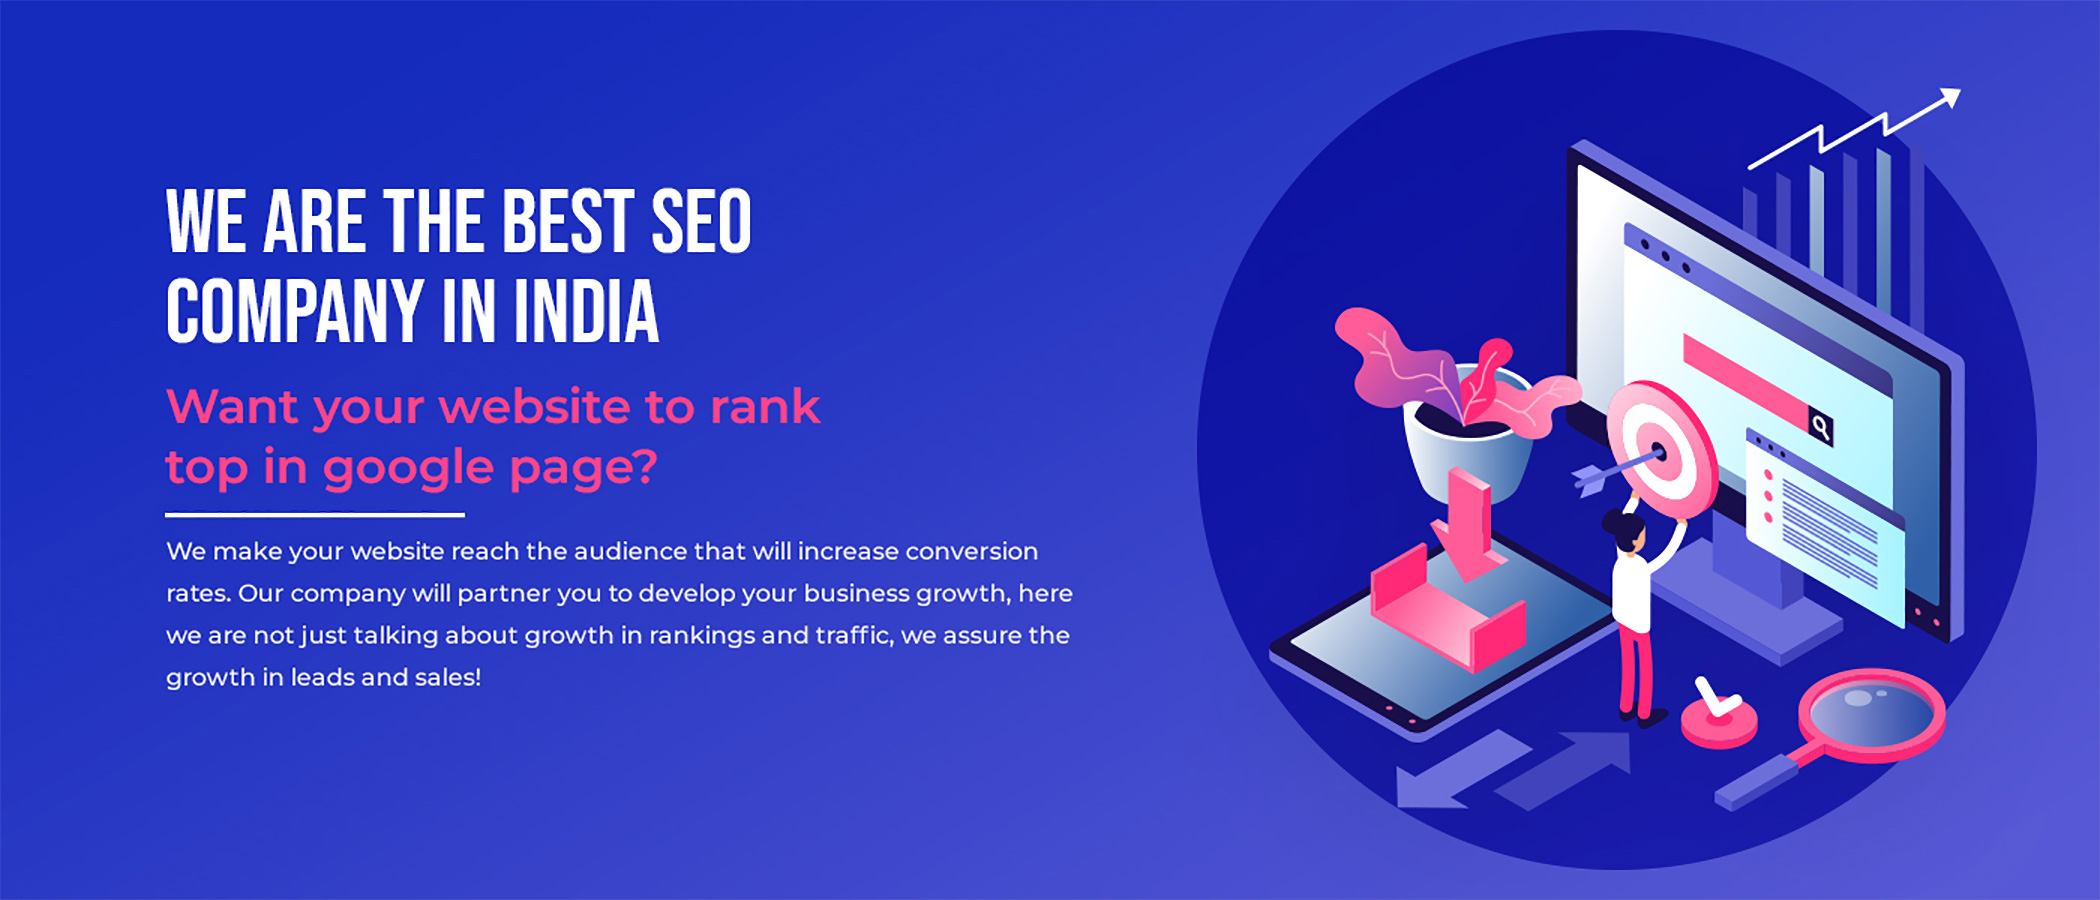 WE ARE THE BEST SEO
COMPANY IN INDIA
Want your website to rank
top in google page?
We make your website reach the audience that will increase conversion
rates. Our company will partner you to develop your business growth, here
we are not just talking about growth in rankings and traffic, we assure the
growth in leads and sales!